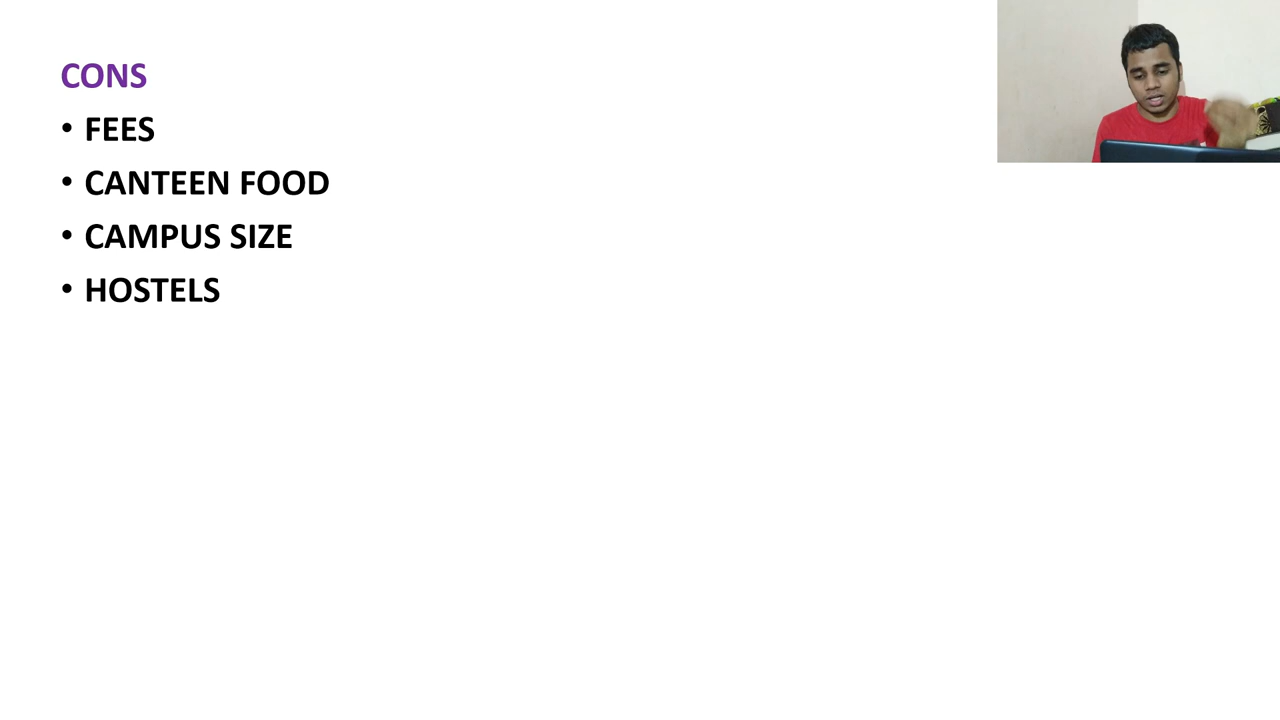 CONS
• FEES
• CANTEEN FOOD
• CAMPUS SIZE
• HOSTELS